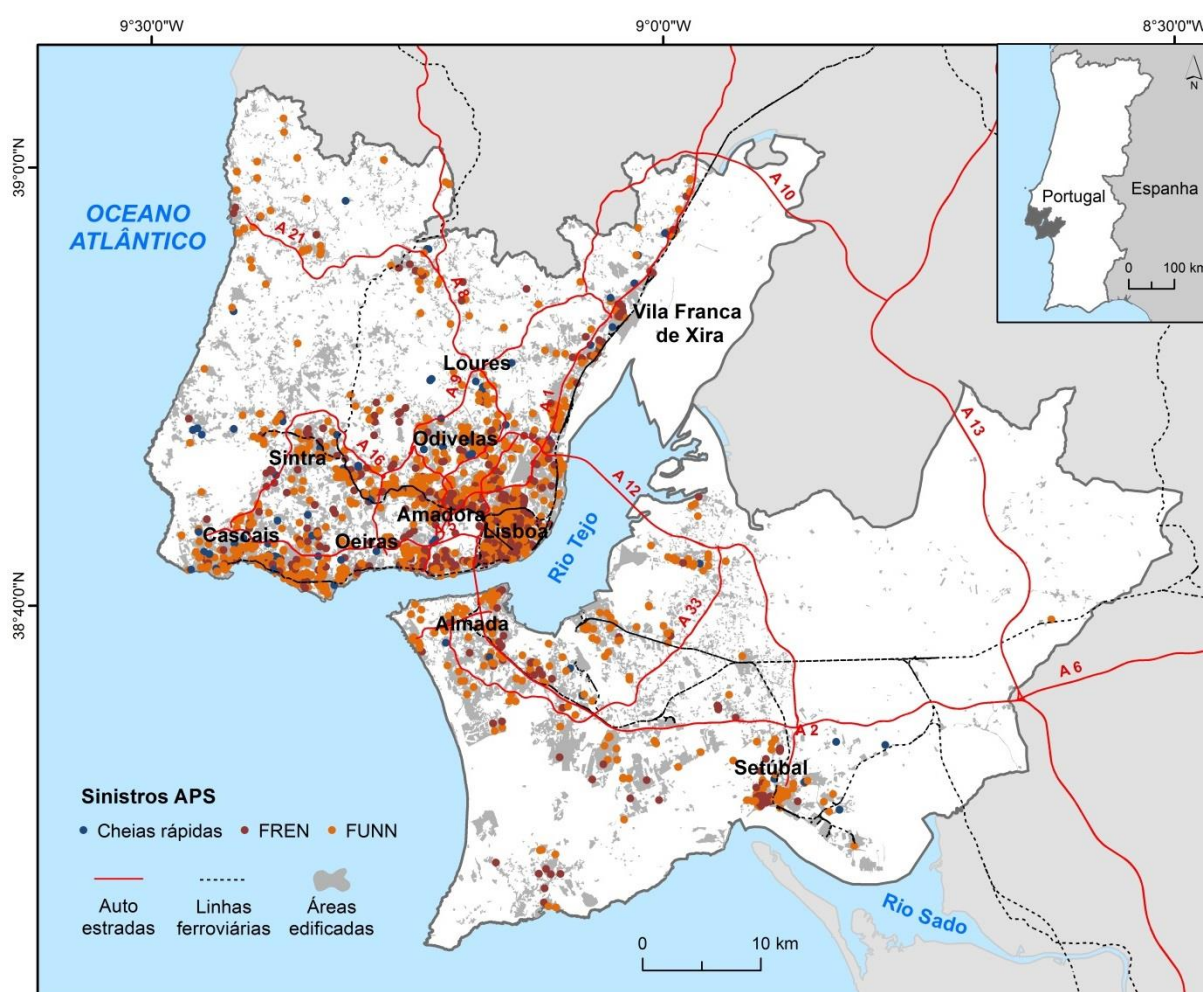 9°30'0"W
9°0'0"W
8°30'0"W
39°0'0"N
38°40'0"N
N
Portugal
Espanha
0 100 km
OCEANO
ATLÂNTICO
A 21
A 8
A 10
Vila Franca
de Xira
Loures
A 9
A 1
A 13
Odivelas
A 16
Sintra
A 12
Amadora
Lisboa
Cascais
Oeiras
Rio Tejo
A 33
Almada
A 6
A 2
Setúbal
Sinistros APS
Cheias rápidas FREN FUNN
Auto
estradas
Linhas
ferroviárias
Áreas
edificadas
Rio Sado
0 10 km